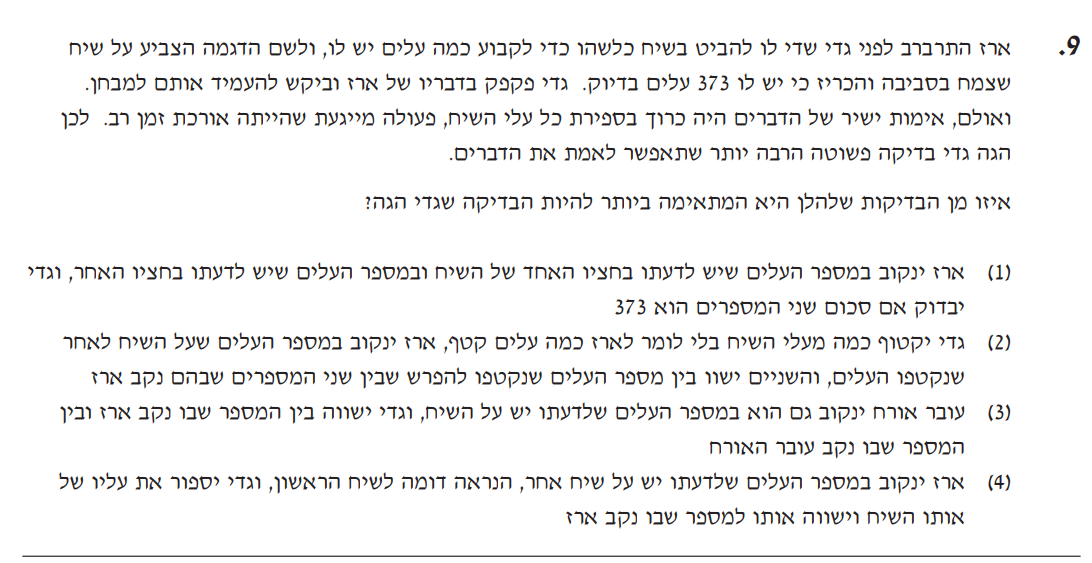 9. ארז התרברב לפני גדי שדי לו להביט בשיח כלשהו כדי לקבוע כמה עלים יש לו, ולשם הדגמה הצביע על שיח
שצמח בסביבה והכריז כי יש לו 373 עלים בדיוק. גדי פקפק בדבריו של ארז וביקש להעמיד אותם למבחן.
ואולם, אימות ישיר של הדברים היה כרוך בספירת כל עלי השיח, פעולה מייגעת שהייתה אורכת זמן רב. לכן
הגה גדי בדיקה פשוטה הרבה יותר שתאפשר לאמת את הדברים.
איזו מן הבדיקות שלהלן היא המתאימה ביותר להיות הבדיקה שגדי הגה?
(1) ארז ינקוב במספר העלים שיש לדעתו בחציו האחד של השיח ובמספר העלים שיש לדעתו בחציו האחר, וגדי
יבדוק אם סכום שני המספרים הוא 373
(2) גדי יקטוף כמה מעלי השיח בלי לומר לארז כמה עלים קטף, ארז ינקוב במספר העלים שעל השיח לאחר
שנקטפו העלים, והשניים ישוו בין מספר העלים שנקטפו להפרש שבין שני המספרים שבהם נקב ארז
(3) עובר אורח ינקוב גם הוא במספר העלים שלדעתו יש על השיח, וגדי ישווה בין המספר שבו נקב ארז ובין
המספר שבו נקב עובר האורח
(4) ארז ינקוב במספר העלים שלדעתו יש על שיח אחר, הנראה דומה לשיח הראשון, וגדי יספור את עליו של
אותו השיח וישווה אותו למספר שבו נקב ארז